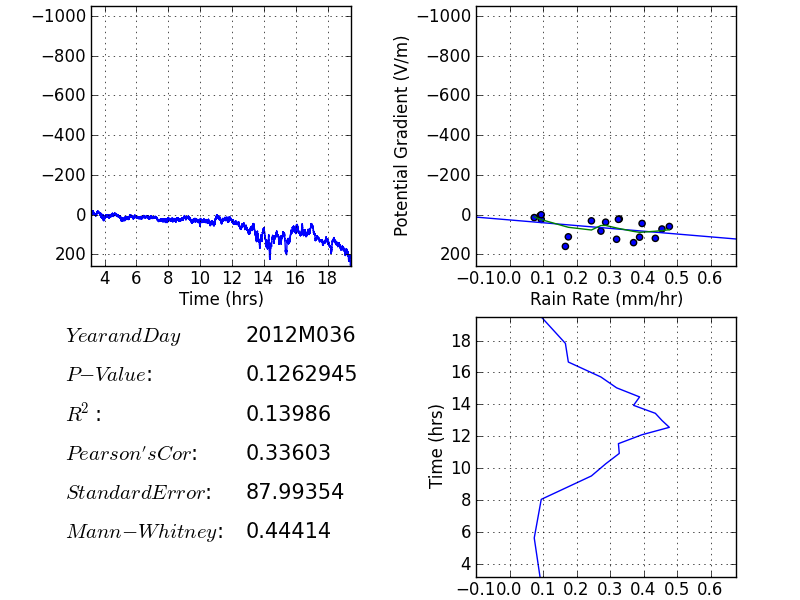 −1000
−800
−600
−400
−200
0
200
4 6 8 10 12 14 16 18
Time (hrs)
Potential Gradient (V/m)
−1000
−800
−600
−400
−200
0
200
−0.1 0.0 0.1 0.2 0.3 0.4 0.5 0.6
Rain Rate (mm/hr)
YearandDay 2012M036
P−Value: 0.1262945
R²: 0.13986
Pearson'sCor: 0.33603
StandardError: 87.99354
Mann−Whitney: 0.44414
Time (hrs)
18
16
14
12
10
8
6
4
−0.1 0.0 0.1 0.2 0.3 0.4 0.5 0.6